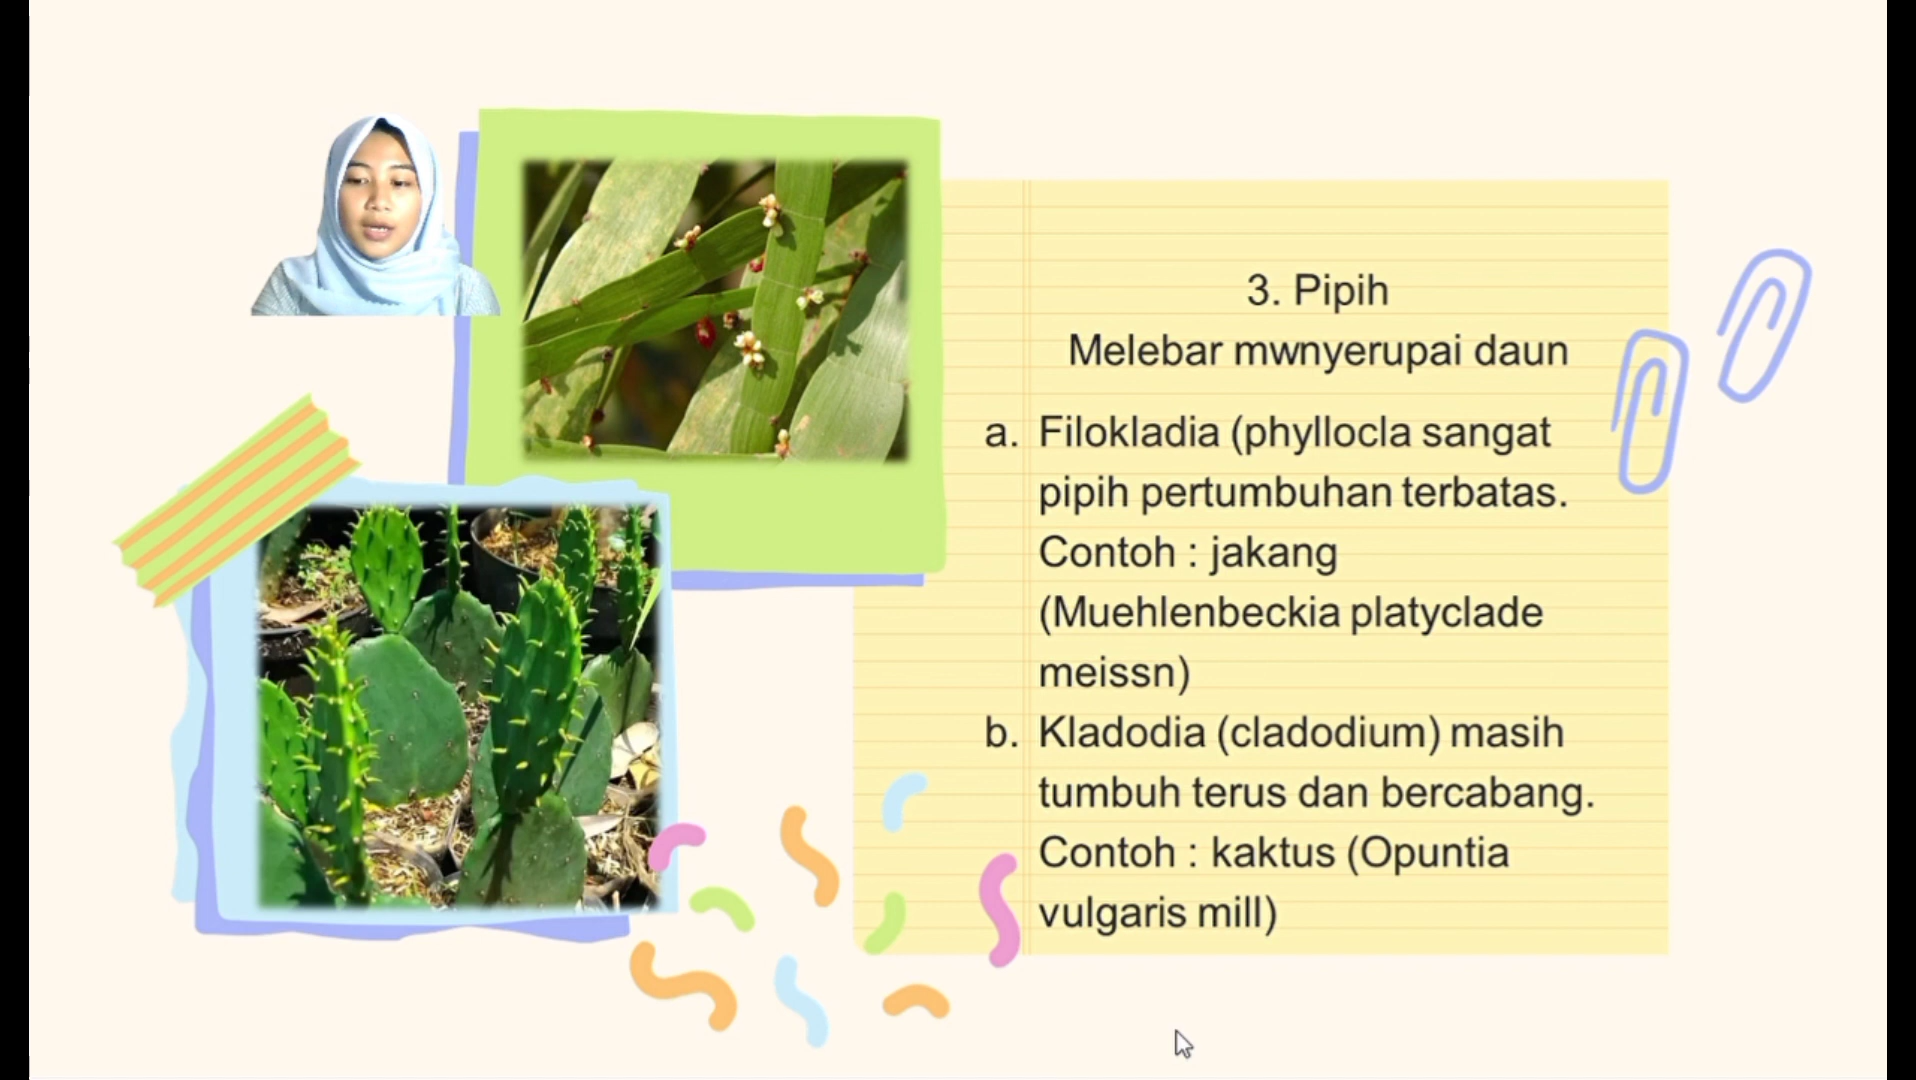 3. Pipih
Melebar mwnyerupai daun
a. Filokladia (phyllocla sangat
pipih pertumbuhan terbatas.
Contoh : jakang
(Muehlenbeckia platyclade
meissn)
b. Kladodia (cladodium) masih
tumbuh terus dan bercabang.
Contoh : kaktus (Opuntia
vulgaris mill)